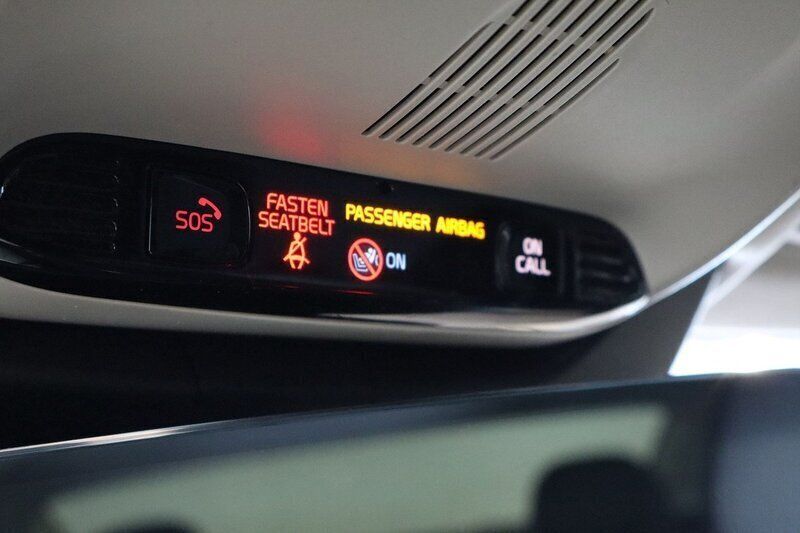 SOS
FASTEN
SEATBELT
PASSENGER AIRBAG
ON
ON
CALL